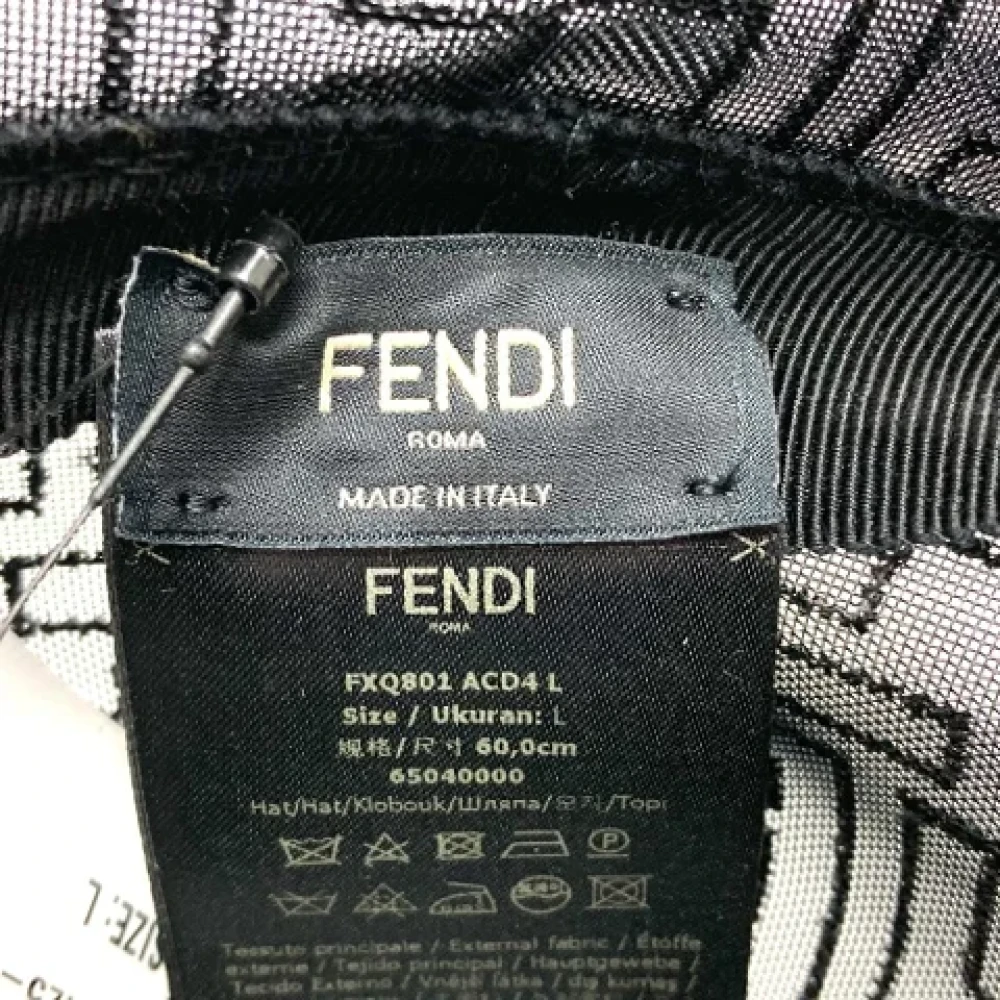 FENDI
ROMA
MADE IN ITALY
FENDI
ROMA
FXQ801 ACD4 L
Size / Ukuran: L
规格/尺寸 60,0cm
65040000
Hat/Hat/Klobouk/Шляпа/모자/Topi
P
Tessuto principale / External fabric / Étoffe
externe / Tejido principal / Hauptgewebe /
Tecido Externo / Vnější látka / dış kumaş /
SIZE: L